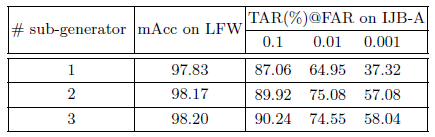 # sub-generator mAcc on LFW TAR(%)@FAR on IJB-A
0.1 0.01 0.001
1 97.83 87.06 64.95 37.32
2 98.17 89.92 75.08 57.08
3 98.20 90.24 74.55 58.04